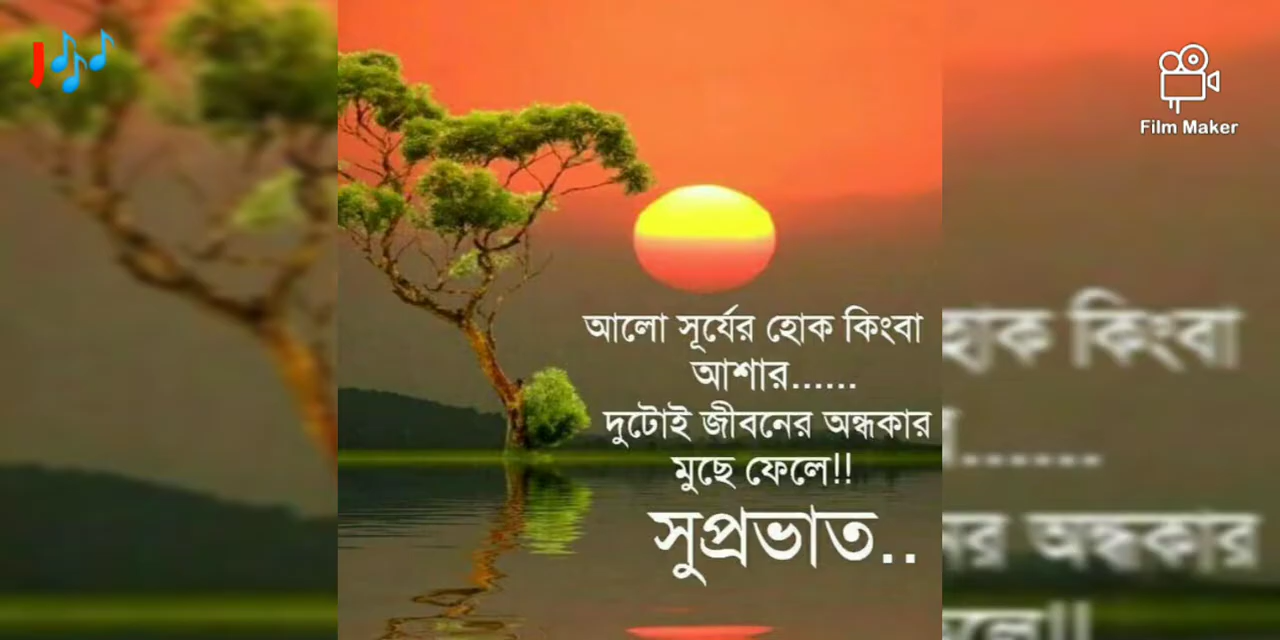 J
Film Maker
আলো সূর্যের হোক কিংবা
আশার......
দুটোই জীবনের অন্ধকার
মুছে ফেলে!!
সুপ্রভাত..